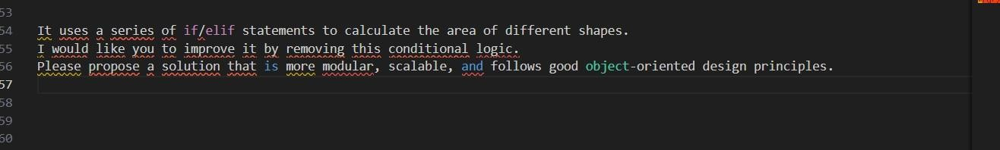 53
54 It uses a series of if/elif statements to calculate the area of different shapes.
55 I would like you to improve it by removing this conditional logic.
56 Please propose a solution that is more modular, scalable, and follows good object-oriented design principles.
57
58
59
60